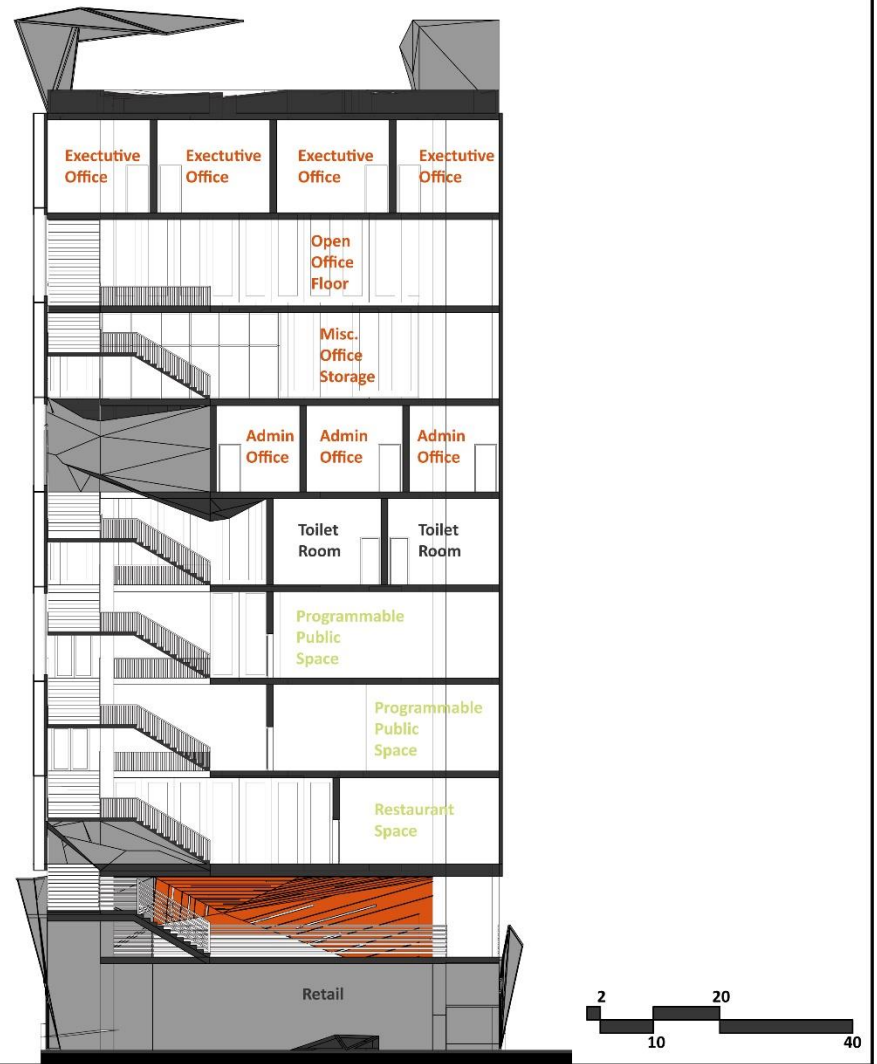 Exectutive
Office
Exectutive
Office
Exectutive
Office
Exectutive
Office
Open
Office
Floor
Misc.
Office
Storage
Admin
Office
Admin
Office
Admin
Office
Toilet
Room
Toilet
Room
Programmable
Public
Space
Programmable
Public
Space
Restaurant
Space
Retail
2
20
10
40